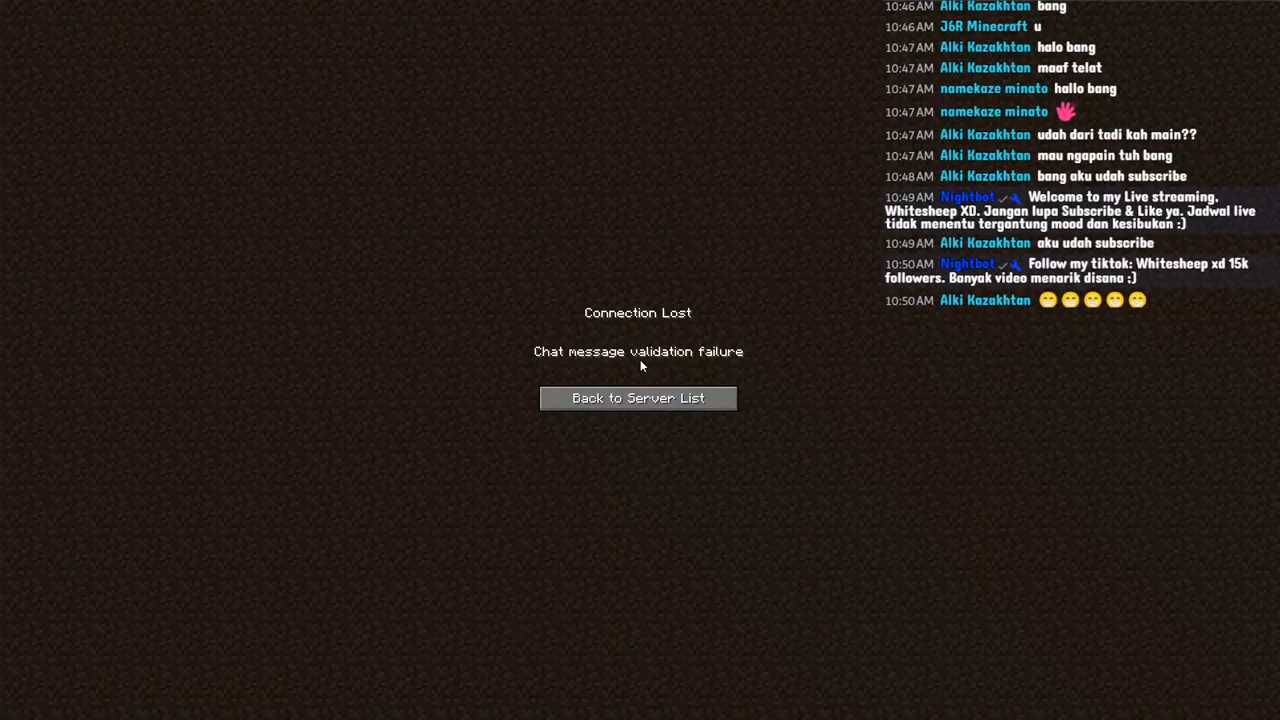 10:46AM Alki Kazakhtan bang
10:46AM J6R Minecraft u
10:47AM Alki Kazakhtan halo bang
10:47AM Alki Kazakhtan maaf telat
10:47AM namekaze minato hallo bang
10:47AM namekaze minato
10:47AM Alki Kazakhtan udah dari tadi kah main??
10:47AM Alki Kazakhtan mau ngapain tuh bang
10:48AM Alki Kazakhtan bang aku udah subscribe
10:49AM Nightbot Welcome to my Live streaming,
Whitesheep XD. Jangan lupa Subscribe & Like ya. Jadwal live
tidak menentu tergantung mood dan kesibukan :)
10:49AM Alki Kazakhtan aku udah subscribe
10:50AM Nightbot Follow my tiktok: Whitesheep xd 15k
followers. Banyak video menarik disana ;)
10:50AM Alki Kazakhtan 😁😁😁😁😁
Connection Lost
Chat message validation failure
Back to Server List